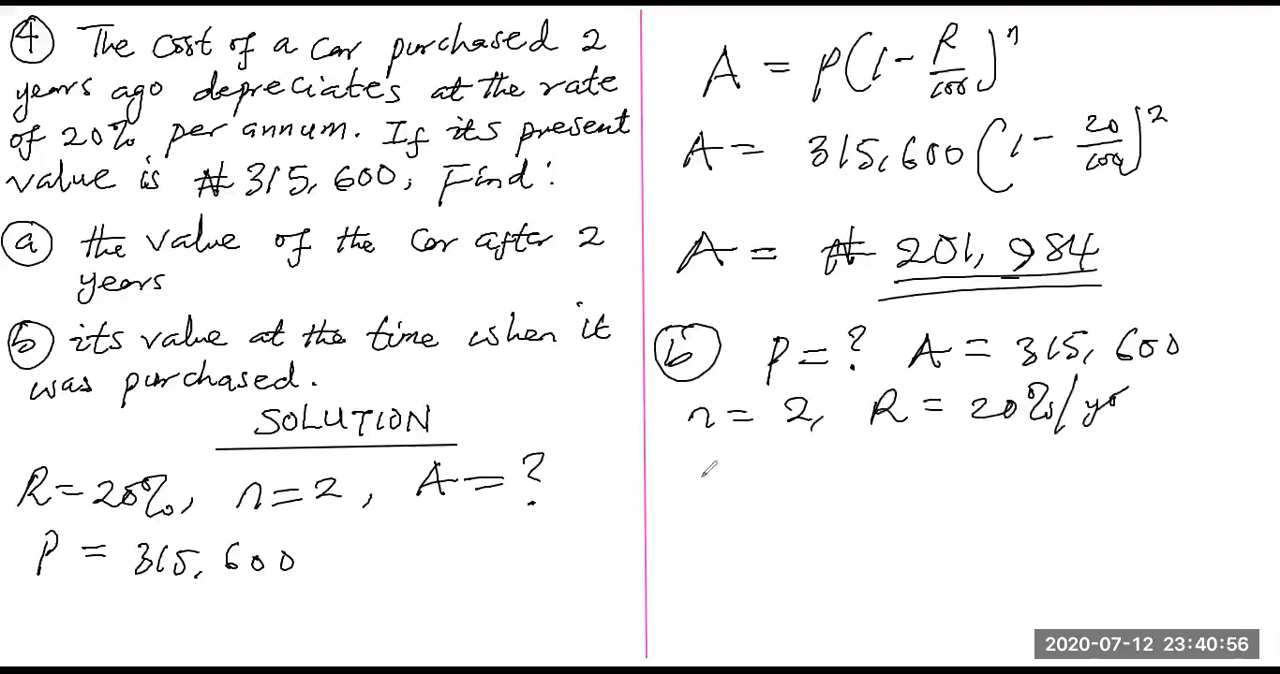 ④ The cost of a car purchased 2
years ago depreciates at the rate
of 20% per annum. If its present
value is ₦ 315,600, Find:
ⓐ the value of the car after 2
years
ⓑ its value at the time when it
was purchased.
SOLUTION
R = 20%, n = 2, A = ?
P = 315,600
A = P(1 - R/100)^n
A = 315,600 (1 - 20/100)^2
A = ₦ 201,984
ⓑ P = ? A = 315,600
n = 2, R = 20%/yr
2020-07-12 23:40:56